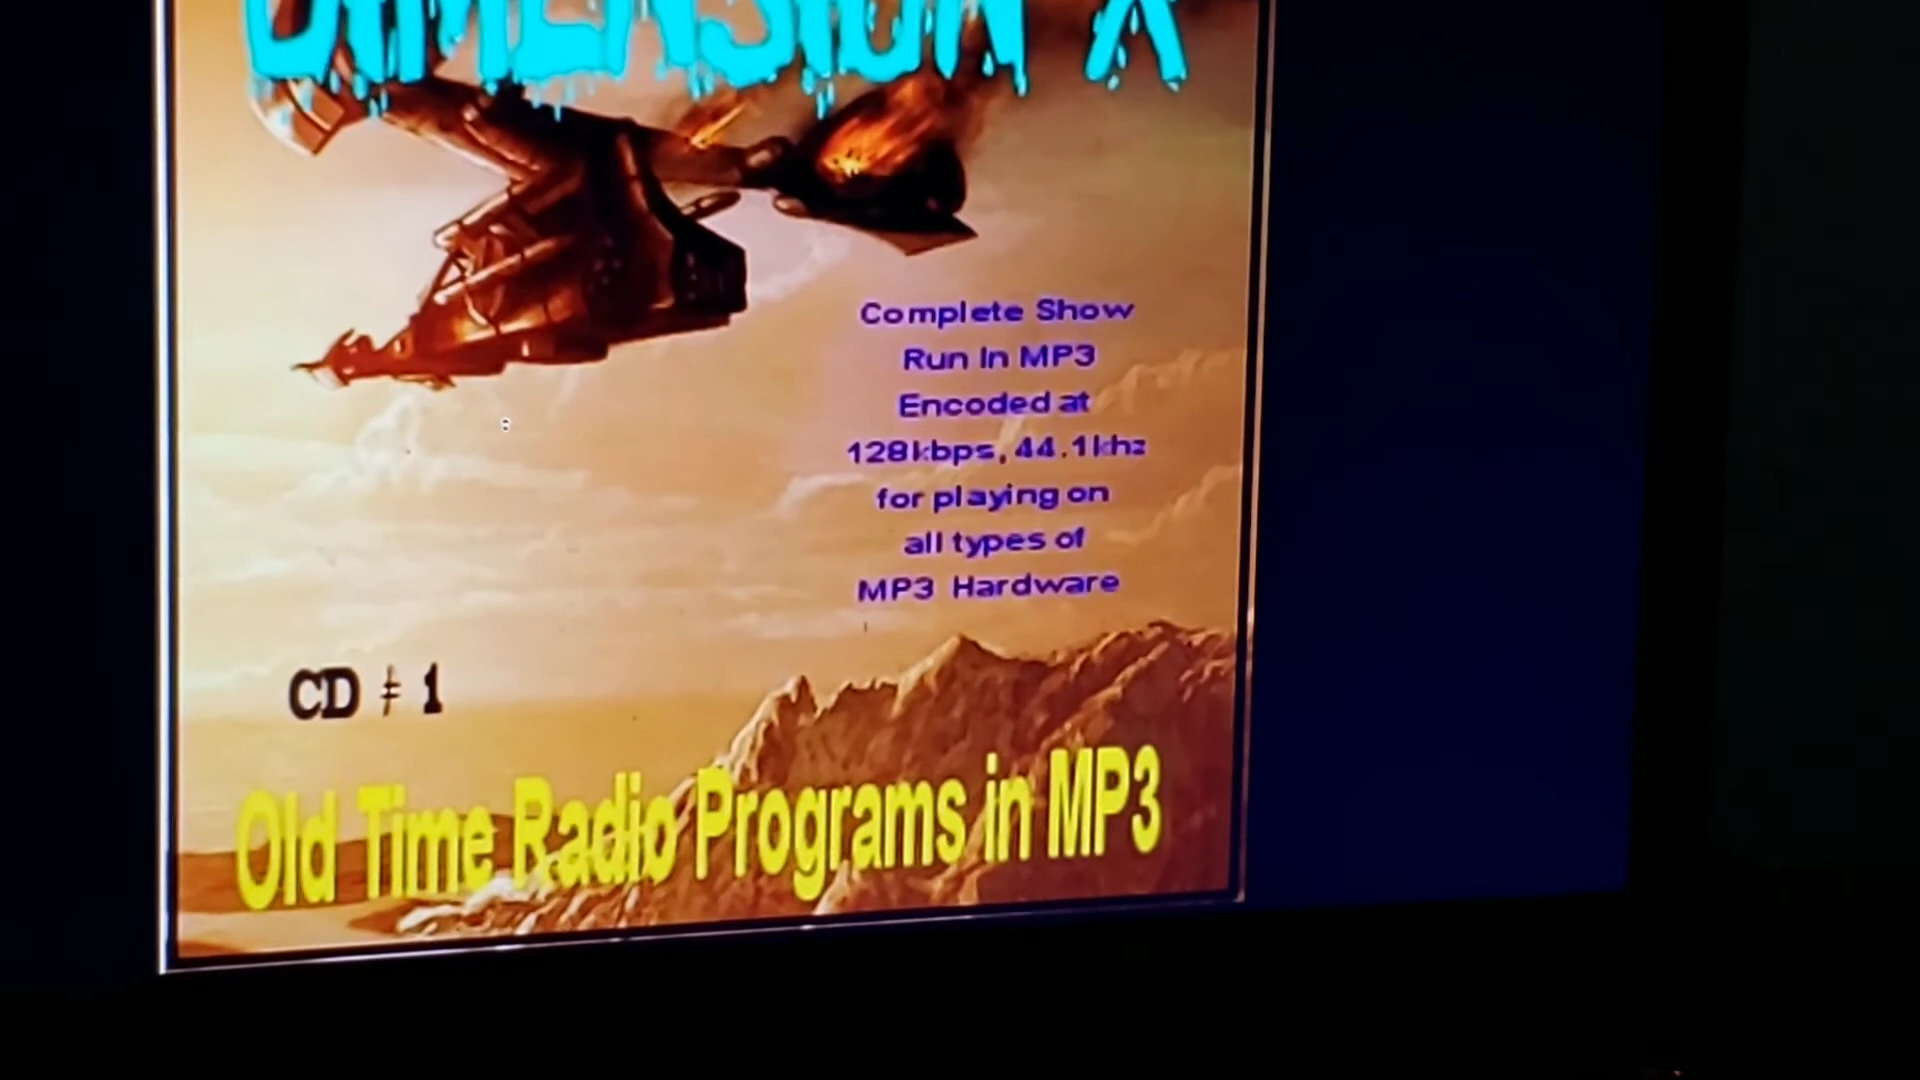 DIMENSION X
Complete Show
Run In MP3
Encoded at
128kbps, 44.1khz
for playing on
all types of
MP3 Hardware
CD # 1
Old Time Radio Programs in MP3